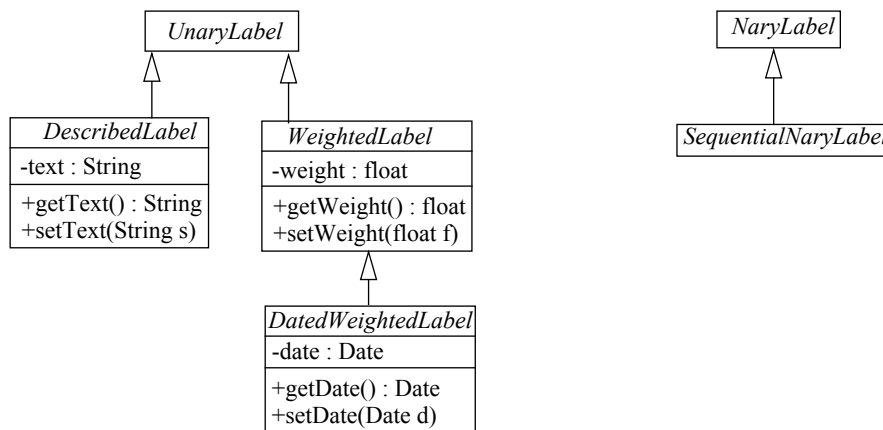 UnaryLabel
NaryLabel
DescribedLabel
-text : String
+getText() : String
+setText(String s)
WeightedLabel
-weight : float
+getWeight() : float
+setWeight(float f)
SequentialNaryLabel
DatedWeightedLabel
-date : Date
+getDate() : Date
+setDate(Date d)